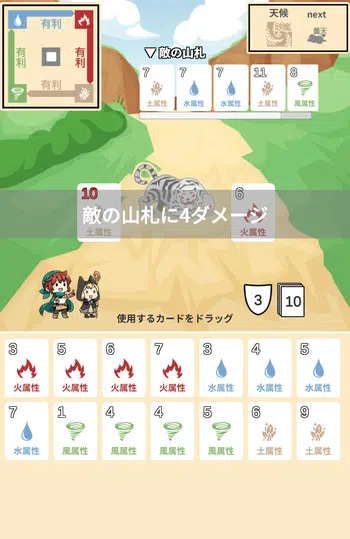 有利
有利
有利
有利
天候
next
曇天
▼敵の山札
7
7
7
11
8
土属性
水属性
水属性
土属性
風属性
10
6
敵の山札に4ダメージ
土属性
火属性
3
10
使用するカードをドラッグ
3
5
6
7
3
4
5
火属性
火属性
火属性
火属性
水属性
水属性
水属性
7
1
4
4
5
6
9
水属性
風属性
風属性
風属性
風属性
土属性
土属性